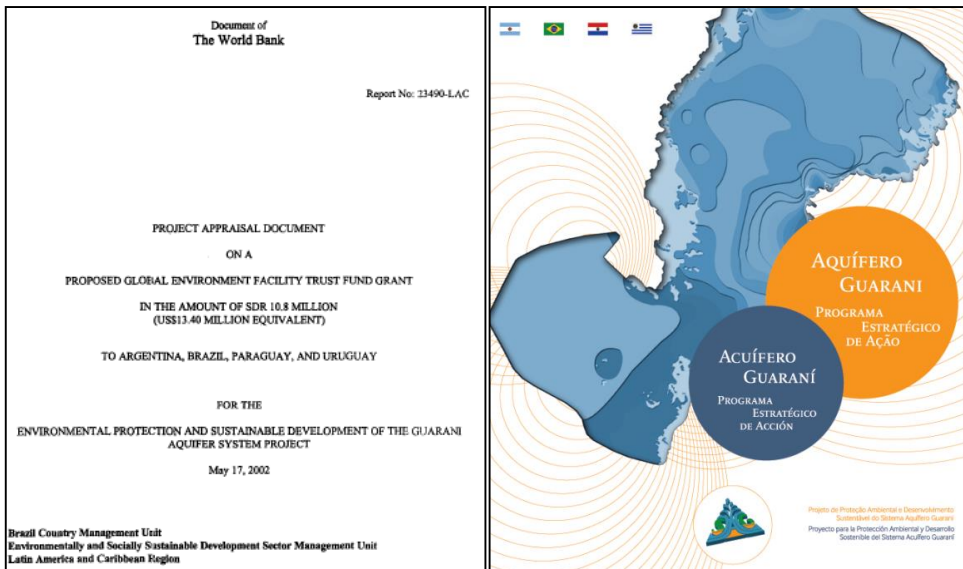 Document of
The World Bank
Report No: 23490-LAC
PROJECT APPRAISAL DOCUMENT
ON A
PROPOSED GLOBAL ENVIRONMENT FACILITY TRUST FUND GRANT
IN THE AMOUNT OF SDR 10.8 MILLION
(US$13.40 MILLION EQUIVALENT)
TO ARGENTINA, BRAZIL, PARAGUAY, AND URUGUAY
FOR THE
ENVIRONMENTAL PROTECTION AND SUSTAINABLE DEVELOPMENT OF THE GUARANI
AQUIFER SYSTEM PROJECT
May 17, 2002
Brazil Country Management Unit
Environmentally and Socially Sustainable Development Sector Management Unit
Latin America and Caribbean Region
AQUÍFERO
GUARANI
PROGRAMA
ESTRATÉGICO
DE AÇÃO
ACUÍFERO
GUARANÍ
PROGRAMA
ESTRATÉGICO
DE ACCIÓN
Projeto de Proteção Ambiental e Desenvolvimento
Sustentável do Sistema Aquífero Guarani
Proyecto para la Protección Ambiental y Desarrollo
Sostenible del Sistema Acuífero Guaraní